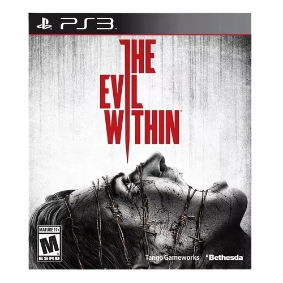 PS3
THE
EVIL
WITHIN
MATURE 17+
M
ESRB
Tango Gameworks
Bethesda